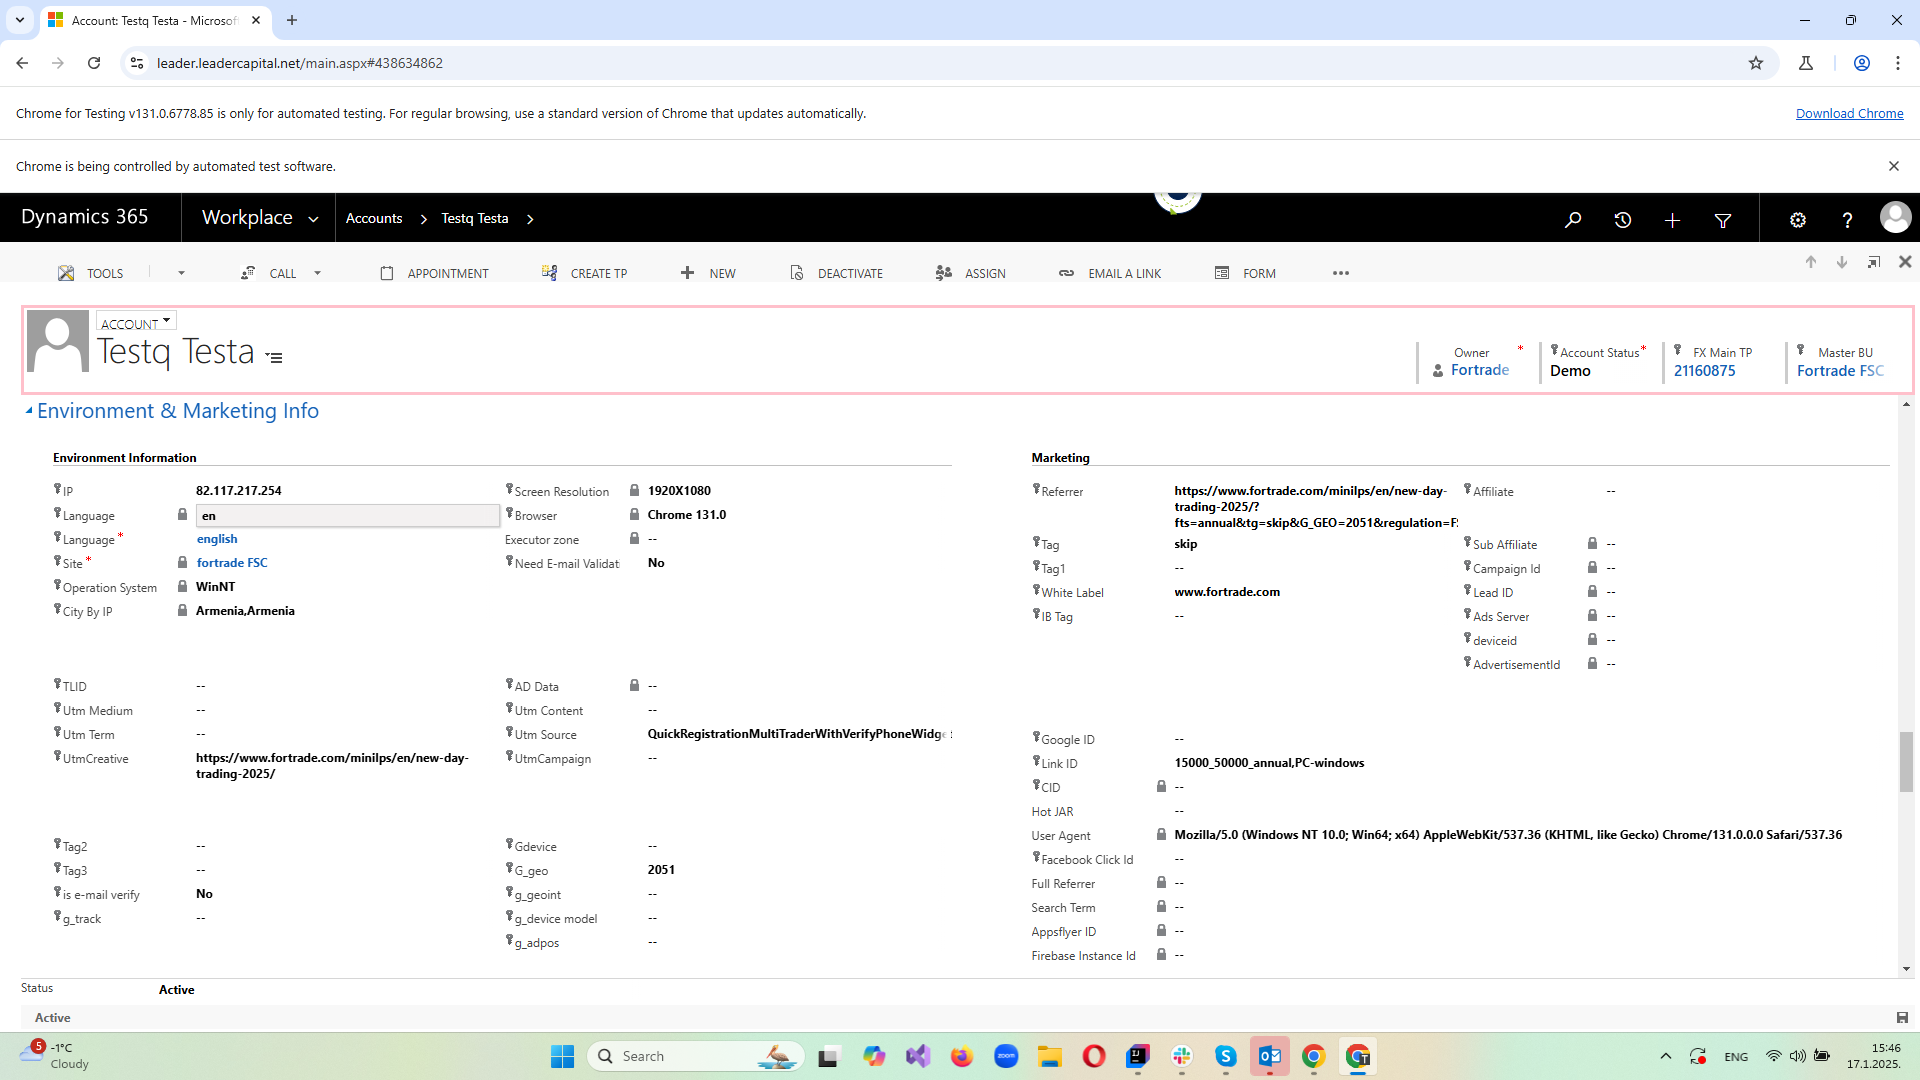 Account: Testq Testa - Microsof
leader.leadercapital.net/main.aspx#438634862
Chrome for Testing v131.0.6778.85 is only for automated testing. For regular browsing, use a standard version of Chrome that updates automatically.
Download Chrome
Chrome is being controlled by automated test software.
Dynamics 365
Workplace
Accounts
Testq Testa
TOOLS
CALL
APPOINTMENT
CREATE TP
NEW
DEACTIVATE
ASSIGN
EMAIL A LINK
FORM
ACCOUNT
Testq Testa
Owner *
Fortrade
Account Status *
Demo
FX Main TP
21160875
Master BU
Fortrade FSC
Environment & Marketing Info
Environment Information
IP 82.117.217.254
Language en
Language * english
Site * fortrade FSC
Operation System WinNT
City By IP Armenia,Armenia
Screen Resolution 1920X1080
Browser Chrome 131.0
Executor zone --
Need E-mail Validat No
TLID --
Utm Medium --
Utm Term --
UtmCreative https://www.fortrade.com/minilps/en/new-day-
trading-2025/
AD Data --
Utm Content --
Utm Source QuickRegistrationMultiTraderWithVerifyPhoneWidge
UtmCampaign --
Tag2 --
Tag3 --
is e-mail verify No
g_track --
Gdevice --
G_geo 2051
g_geoint --
g_device model --
g_adpos --
Marketing
Referrer https://www.fortrade.com/minilps/en/new-day-
trading-2025/?
fts=annual&tg=skip&G_GEO=2051&regulation=F
Tag skip
Tag1 --
White Label www.fortrade.com
IB Tag --
Affiliate --
Sub Affiliate --
Campaign Id --
Lead ID --
Ads Server --
deviceid --
AdvertisementId --
Google ID --
Link ID 15000_50000_annual,PC-windows
CID --
Hot JAR --
User Agent Mozilla/5.0 (Windows NT 10.0; Win64; x64) AppleWebKit/537.36 (KHTML, like Gecko) Chrome/131.0.0.0 Safari/537.36
Facebook Click Id --
Full Referrer --
Search Term --
Appsflyer ID --
Firebase Instance Id --
Status Active
Active
5
-1°C
Cloudy
Search
zoom
ENG
15:46
17.1.2025.